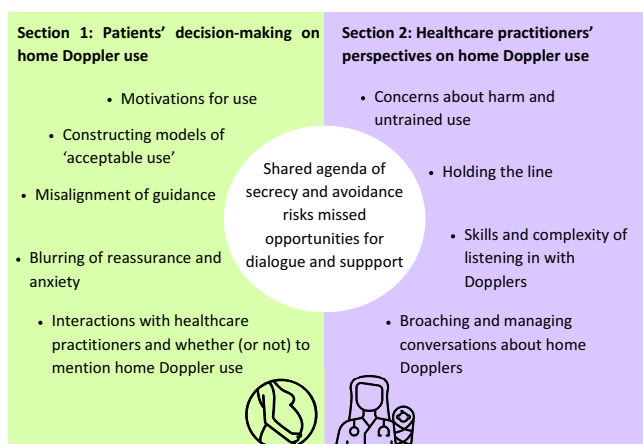 Section 1: Patients' decision-making on
home Doppler use
• Motivations for use
• Constructing models of
'acceptable use'
• Misalignment of guidance
• Blurring of reassurance and
anxiety
• Interactions with healthcare
practitioners and whether (or not) to
mention home Doppler use
Shared agenda of
secrecy and avoidance
risks missed
opportunities for
dialogue and suppport
Section 2: Healthcare practitioners'
perspectives on home Doppler use
• Concerns about harm and
untrained use
• Holding the line
• Skills and complexity of
listening in with
Dopplers
• Broaching and managing
conversations about home
Dopplers